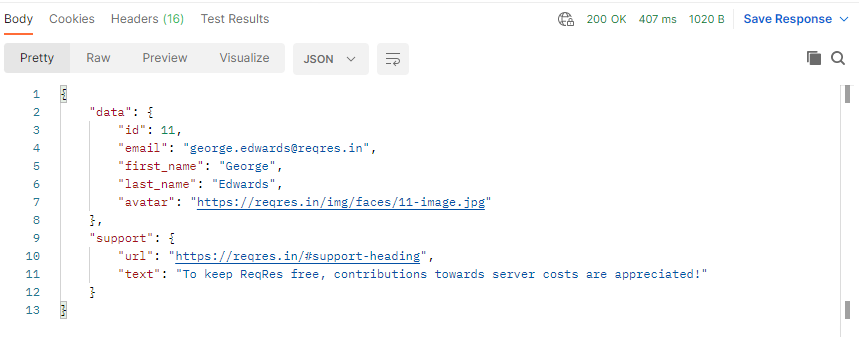 Body Cookies Headers (16) Test Results 200 OK 407 ms 1020 B Save Response
Pretty Raw Preview Visualize JSON
1 {
2 "data": {
3 "id": 11,
4 "email": "george.edwards@reqres.in",
5 "first_name": "George",
6 "last_name": "Edwards",
7 "avatar": "https://reqres.in/img/faces/11-image.jpg"
8 },
9 "support": {
10 "url": "https://reqres.in/#support-heading",
11 "text": "To keep ReqRes free, contributions towards server costs are appreciated!"
12 }
13 }